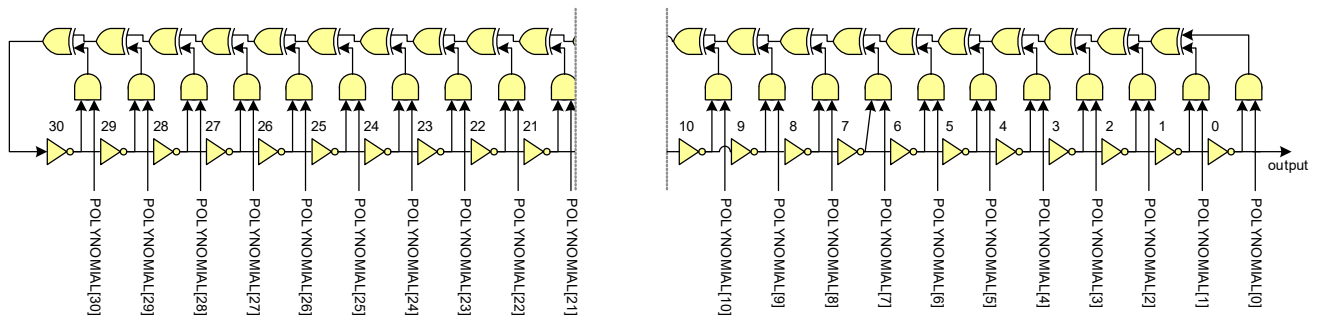 30 29 28 27 26 25 24 23 22 21 10 9 8 7 6 5 4 3 2 1 0
output
POLYNOMIAL[30]
POLYNOMIAL[29]
POLYNOMIAL[28]
POLYNOMIAL[27]
POLYNOMIAL[26]
POLYNOMIAL[25]
POLYNOMIAL[24]
POLYNOMIAL[23]
POLYNOMIAL[22]
POLYNOMIAL[21]
POLYNOMIAL[10]
POLYNOMIAL[9]
POLYNOMIAL[8]
POLYNOMIAL[7]
POLYNOMIAL[6]
POLYNOMIAL[5]
POLYNOMIAL[4]
POLYNOMIAL[3]
POLYNOMIAL[2]
POLYNOMIAL[1]
POLYNOMIAL[0]